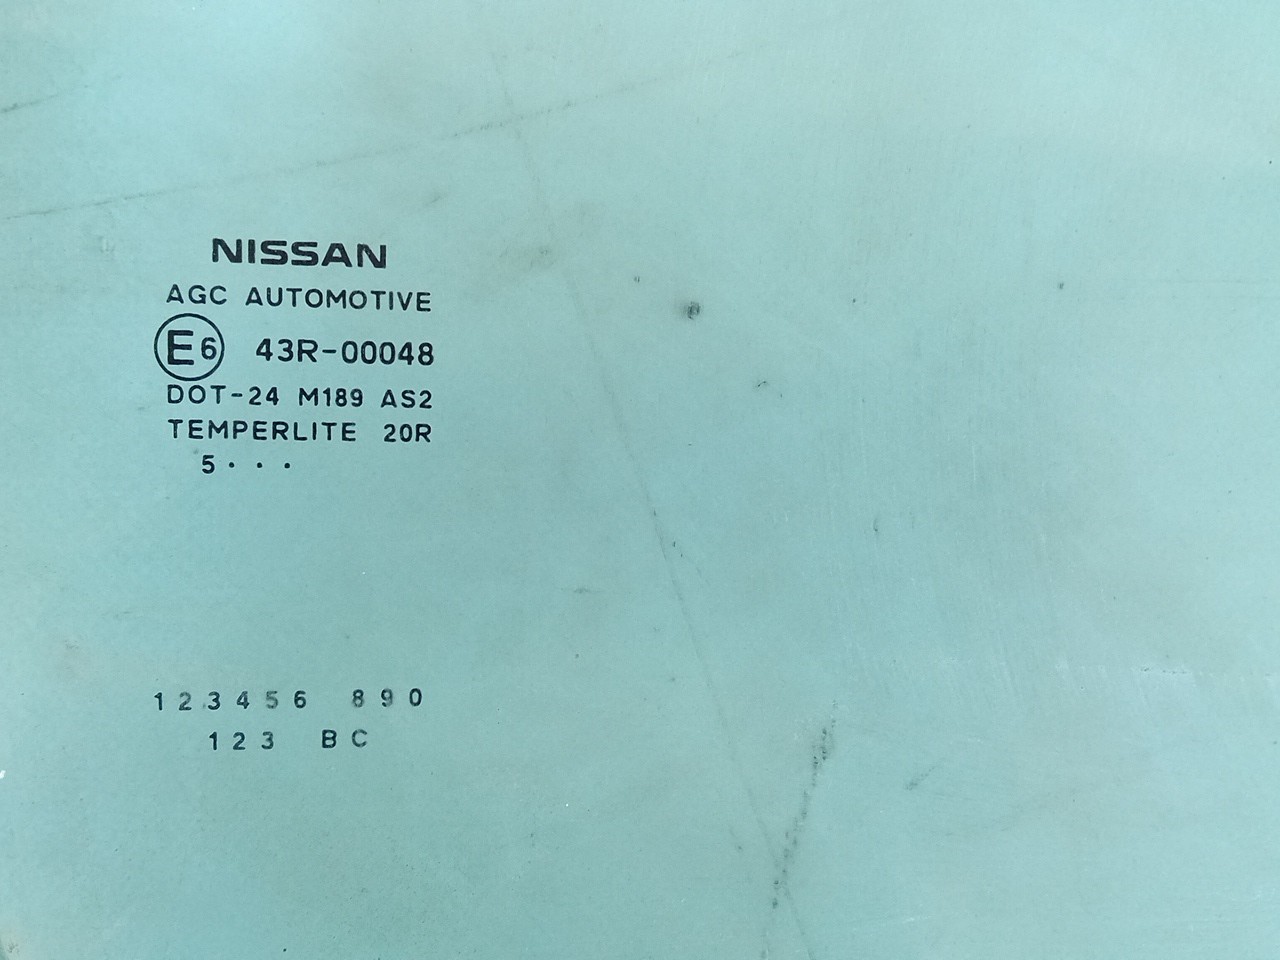 NISSAN
AGC AUTOMOTIVE
E6 43R-00048
DOT-24 M189 AS2
TEMPERLITE 20R
5 · · ·
1 2 3 4 5 6   8 9 0
1 2 3   B C